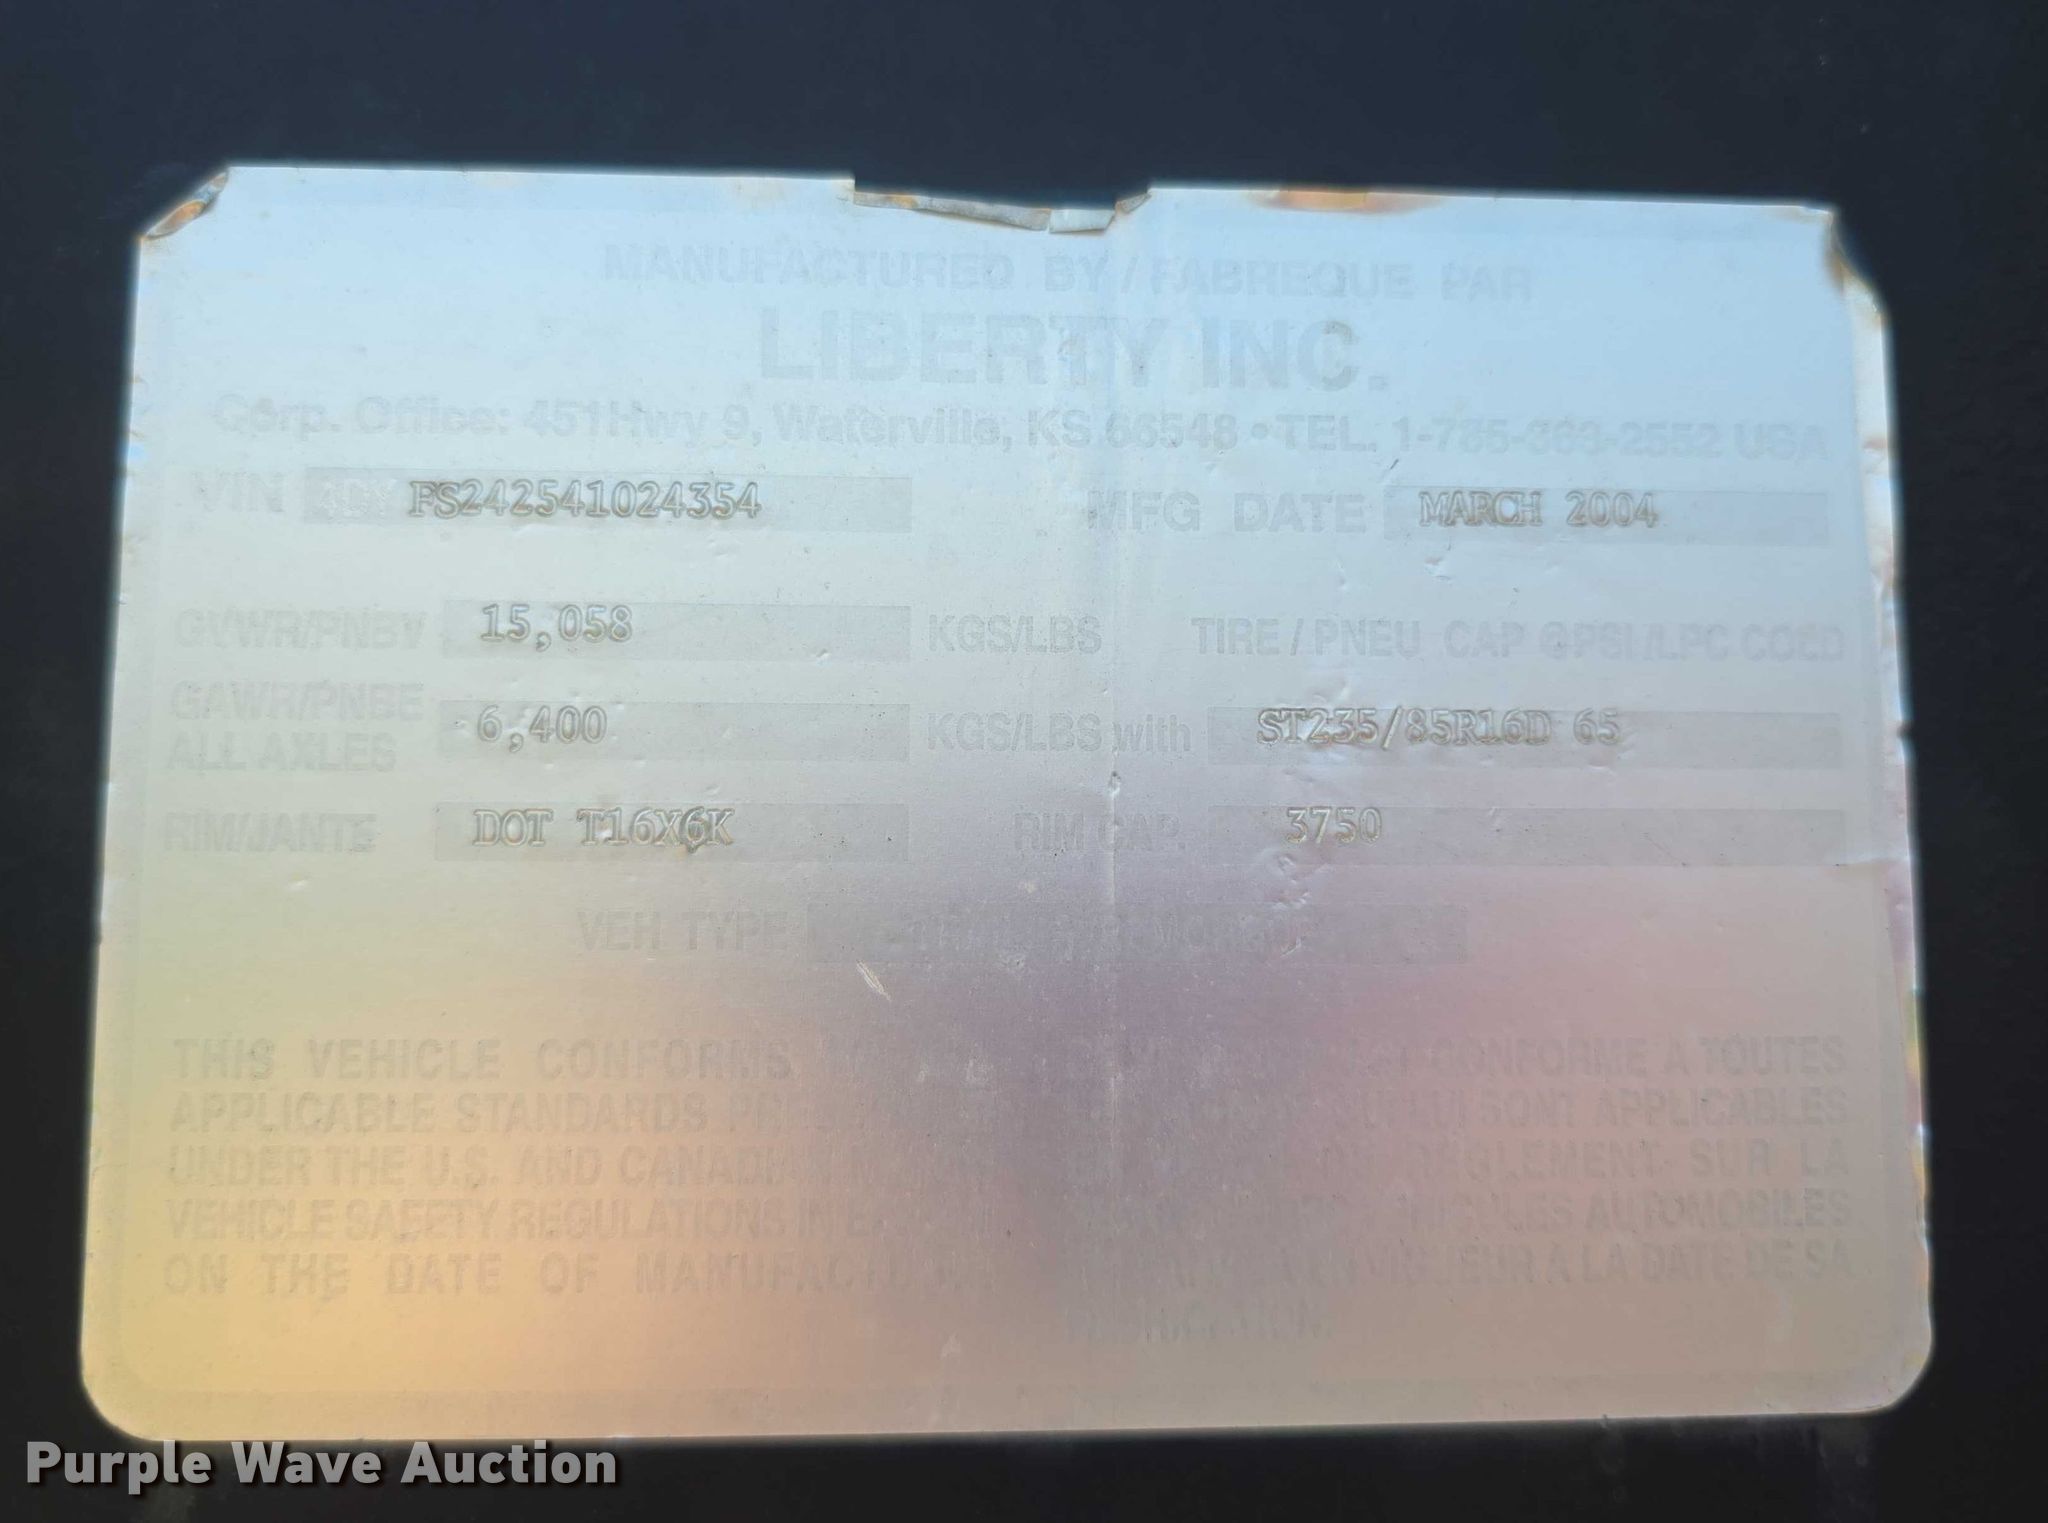 MANUFACTURED BY / FABREQUE PAR
LIBERTY INC.
Corp. Office: 451 Hwy 9, Waterville, KS 66548 • TEL. 1-785-363-2552 USA
VIN FS242541024354 MFG DATE MARCH 2004
GVWR/PNBV 15,058 KGS/LBS TIRE / PNEU CAP @PSI/LPC COLD
GAWR/PNBE
ALL AXLES 6,400 KGS/LBS with ST235/85R16D 65
RIM/JANTE DOT T16X6K RIM CAP. 3750
VEH. TYPE
THIS VEHICLE CONFORMS CONFORME A TOUTES
APPLICABLE STANDARDS SONT APPLICABLES
UNDER THE U.S. AND CANADIAN REGLEMENT SUR LA
VEHICLE SAFETY REGULATIONS IN AUTOMOBILES
ON THE DATE OF MANUFACTURE. A LA DATE DE SA
Purple Wave Auction